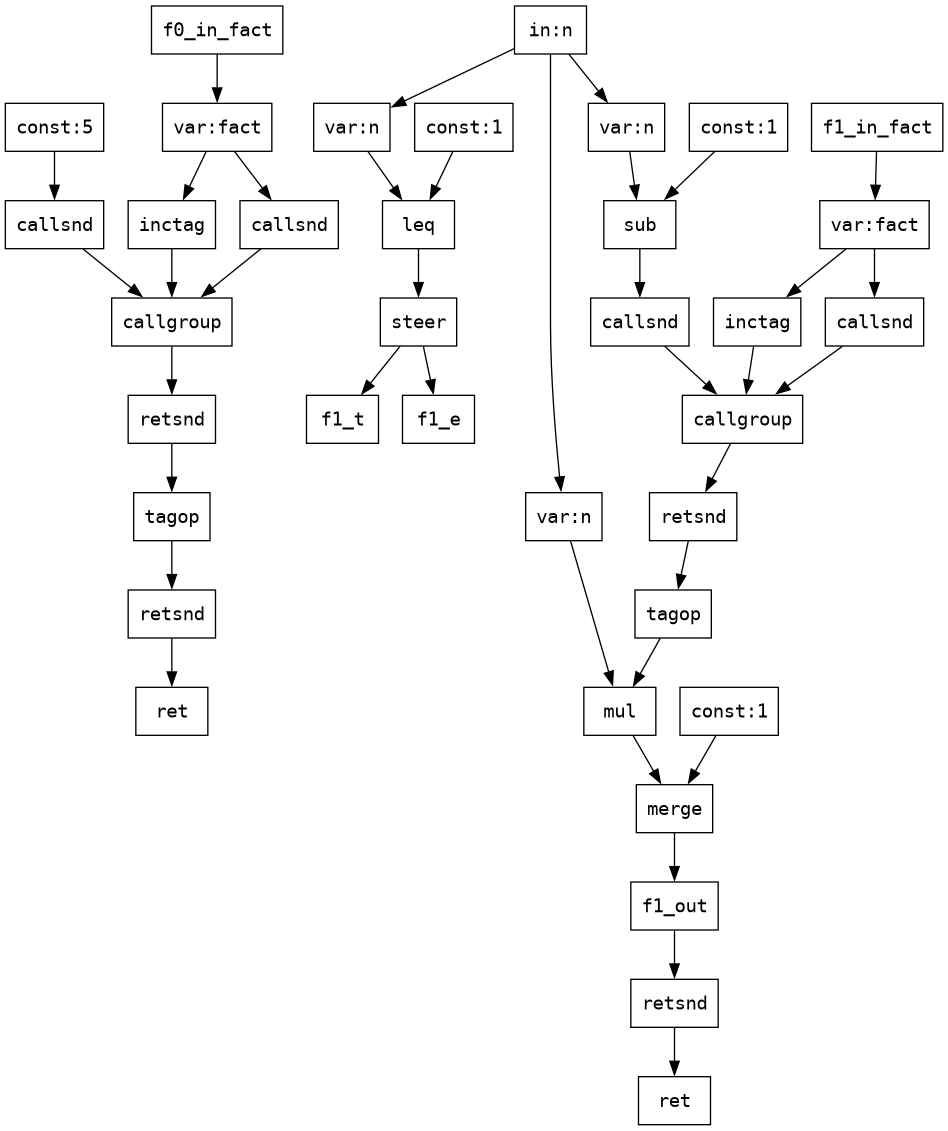 f0_in_fact
in:n
const:5
var:fact
var:n
const:1
var:n
const:1
f1_in_fact
callsnd
inctag
callsnd
leq
sub
var:fact
callgroup
steer
callsnd
inctag
callsnd
retsnd
f1_t
f1_e
callgroup
tagop
var:n
retsnd
retsnd
tagop
ret
mul
const:1
merge
f1_out
retsnd
ret